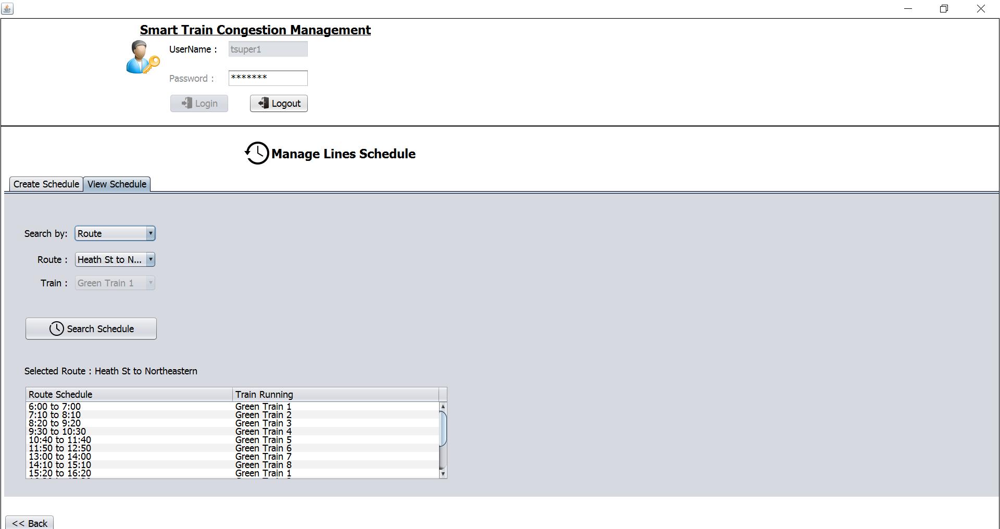 Smart Train Congestion Management
UserName : tsuper1
Password : *******
Login Logout
Manage Lines Schedule
Create Schedule View Schedule
Search by: Route
Route : Heath St to N...
Train : Green Train 1
Search Schedule
Selected Route : Heath St to Northeastern
Route Schedule Train Running
6:00 to 7:00 Green Train 1
7:10 to 8:10 Green Train 2
8:20 to 9:20 Green Train 3
9:30 to 10:30 Green Train 4
10:40 to 11:40 Green Train 5
11:50 to 12:50 Green Train 6
13:00 to 14:00 Green Train 7
14:10 to 15:10 Green Train 8
15:20 to 16:20 Green Train 1
<< Back